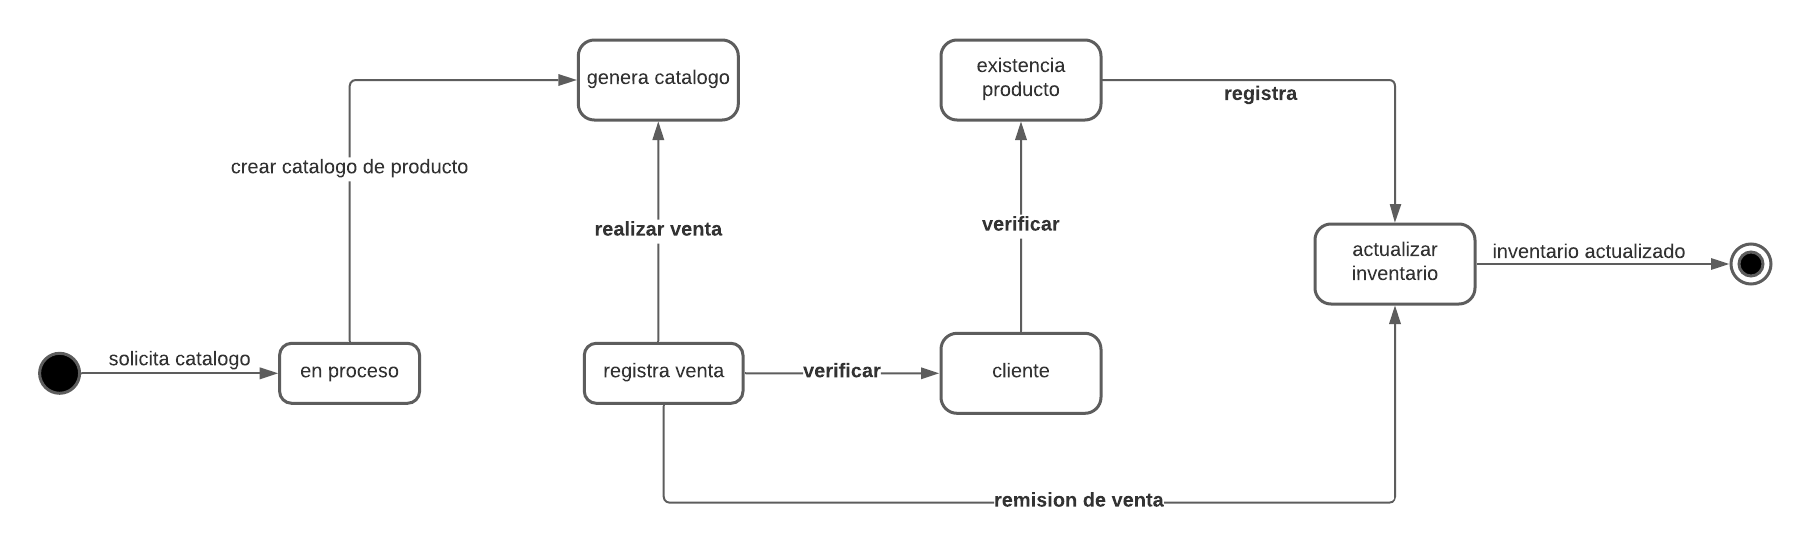 genera catalogo
existencia
producto
registra
crear catalogo de producto
realizar venta
verificar
actualizar
inventario
inventario actualizado
solicita catalogo
en proceso
registra venta
verificar
cliente
remision de venta